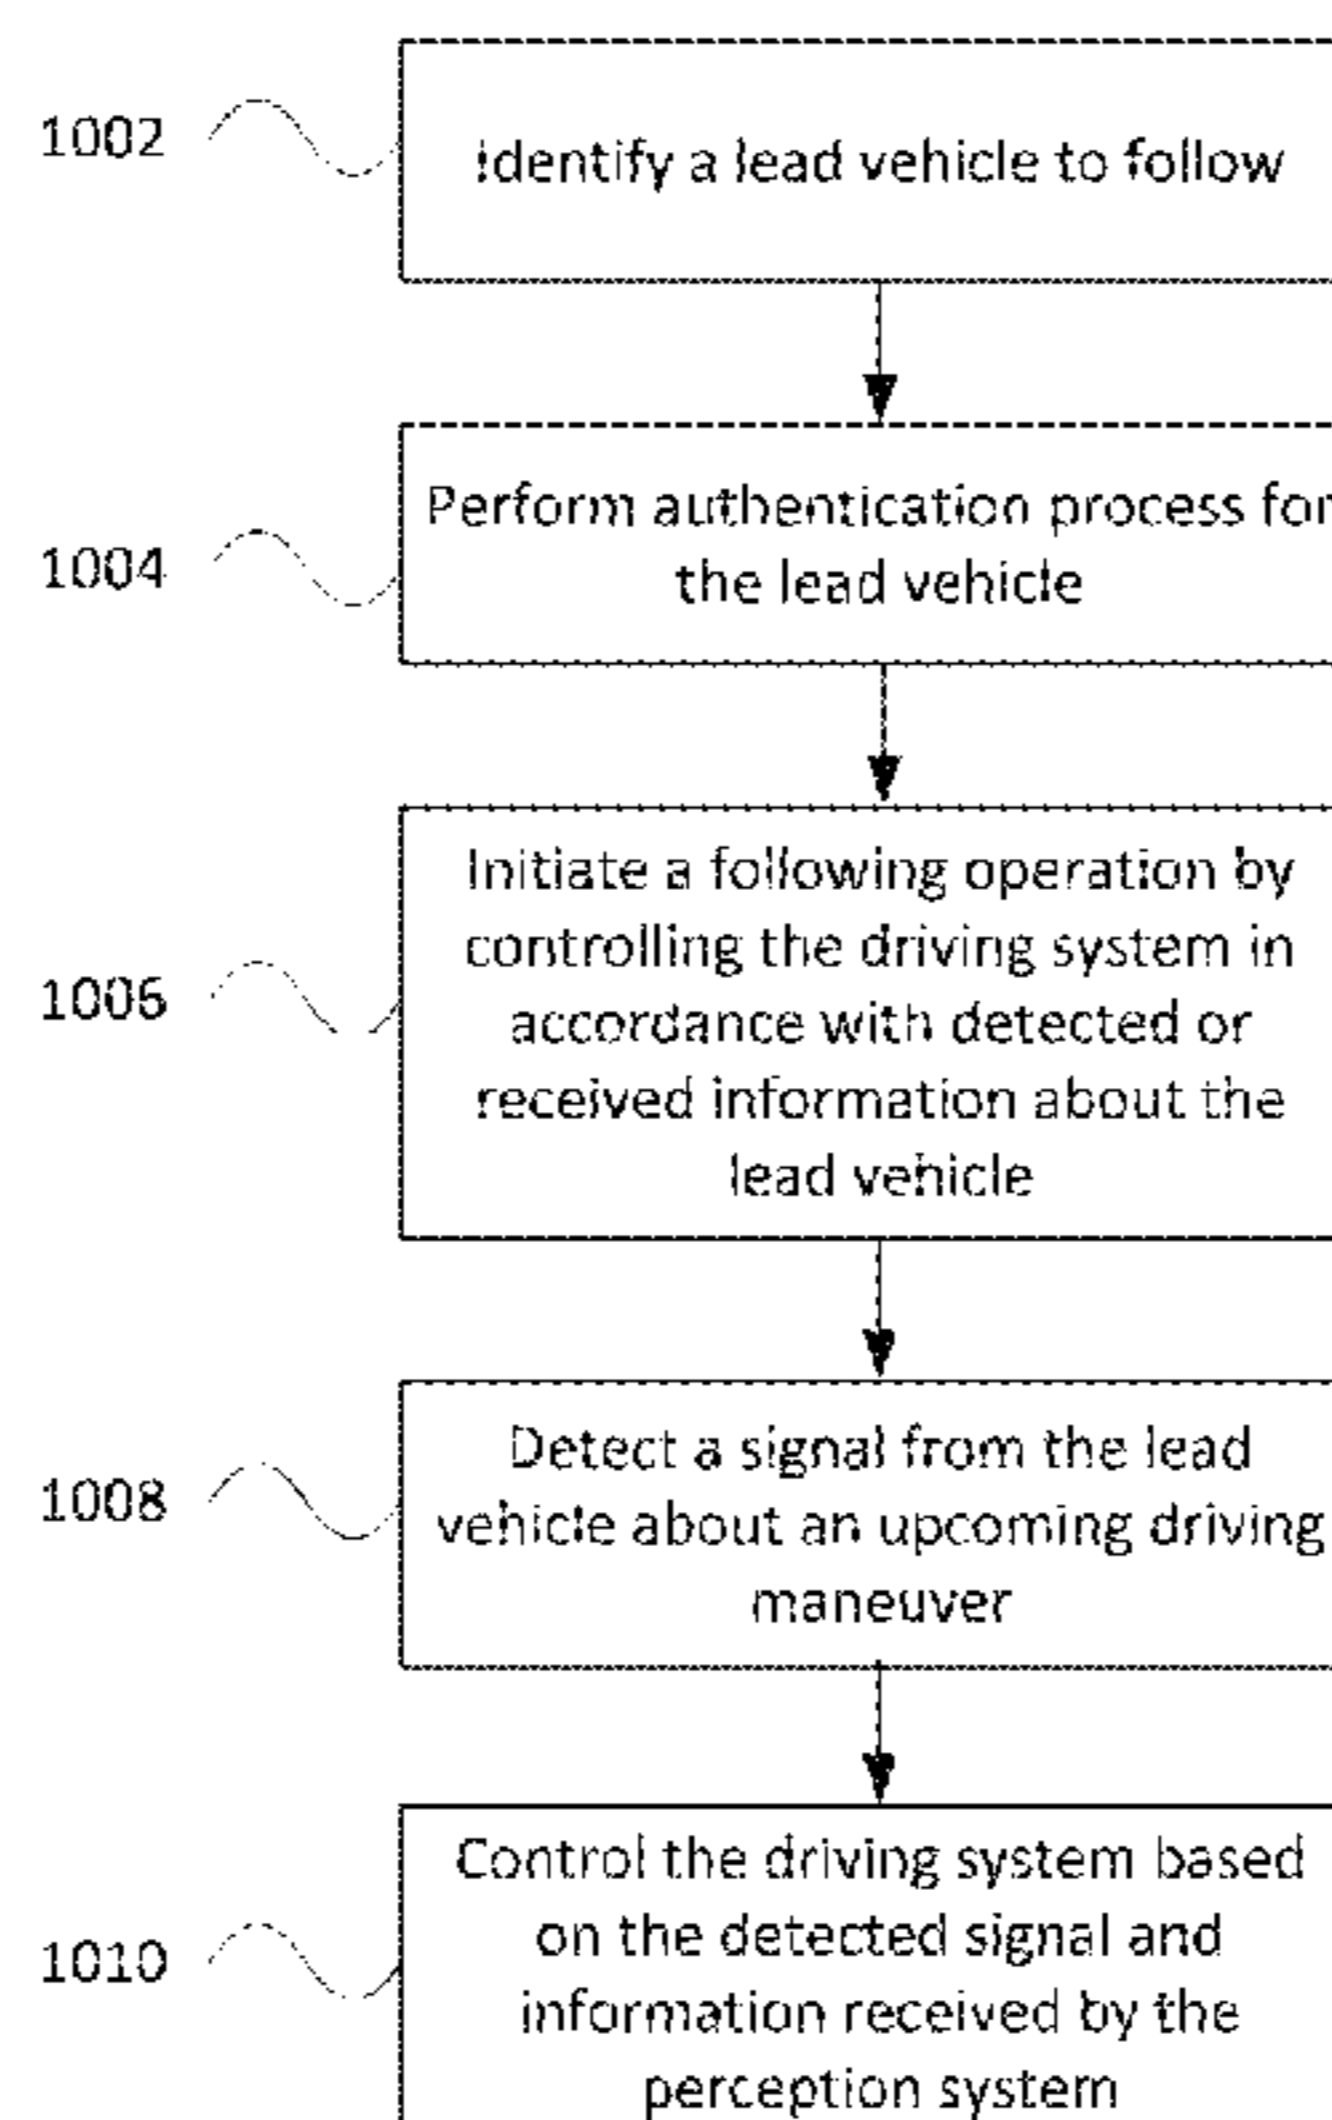 1002
Identify a lead vehicle to follow
1004
Perform authentication process for
the lead vehicle
1006
Initiate a following operation by
controlling the driving system in
accordance with detected or
received information about the
lead vehicle
1008
Detect a signal from the lead
vehicle about an upcoming driving
maneuver
1010
Control the driving system based
on the detected signal and
information received by the
perception system